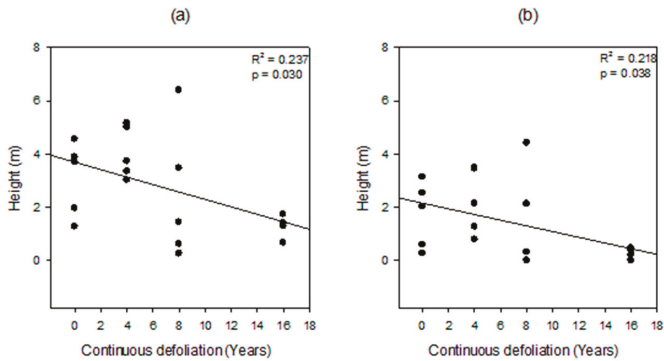 (a)
(b)
R² = 0.237
p = 0.030
R² = 0.218
p = 0.038
8
6
4
2
0
Height (m)
0 2 4 6 8 10 12 14 16 18
Continuous defoliation (Years)
8
6
4
2
0
Height (m)
0 2 4 6 8 10 12 14 16 18
Continuous defoliation (Years)